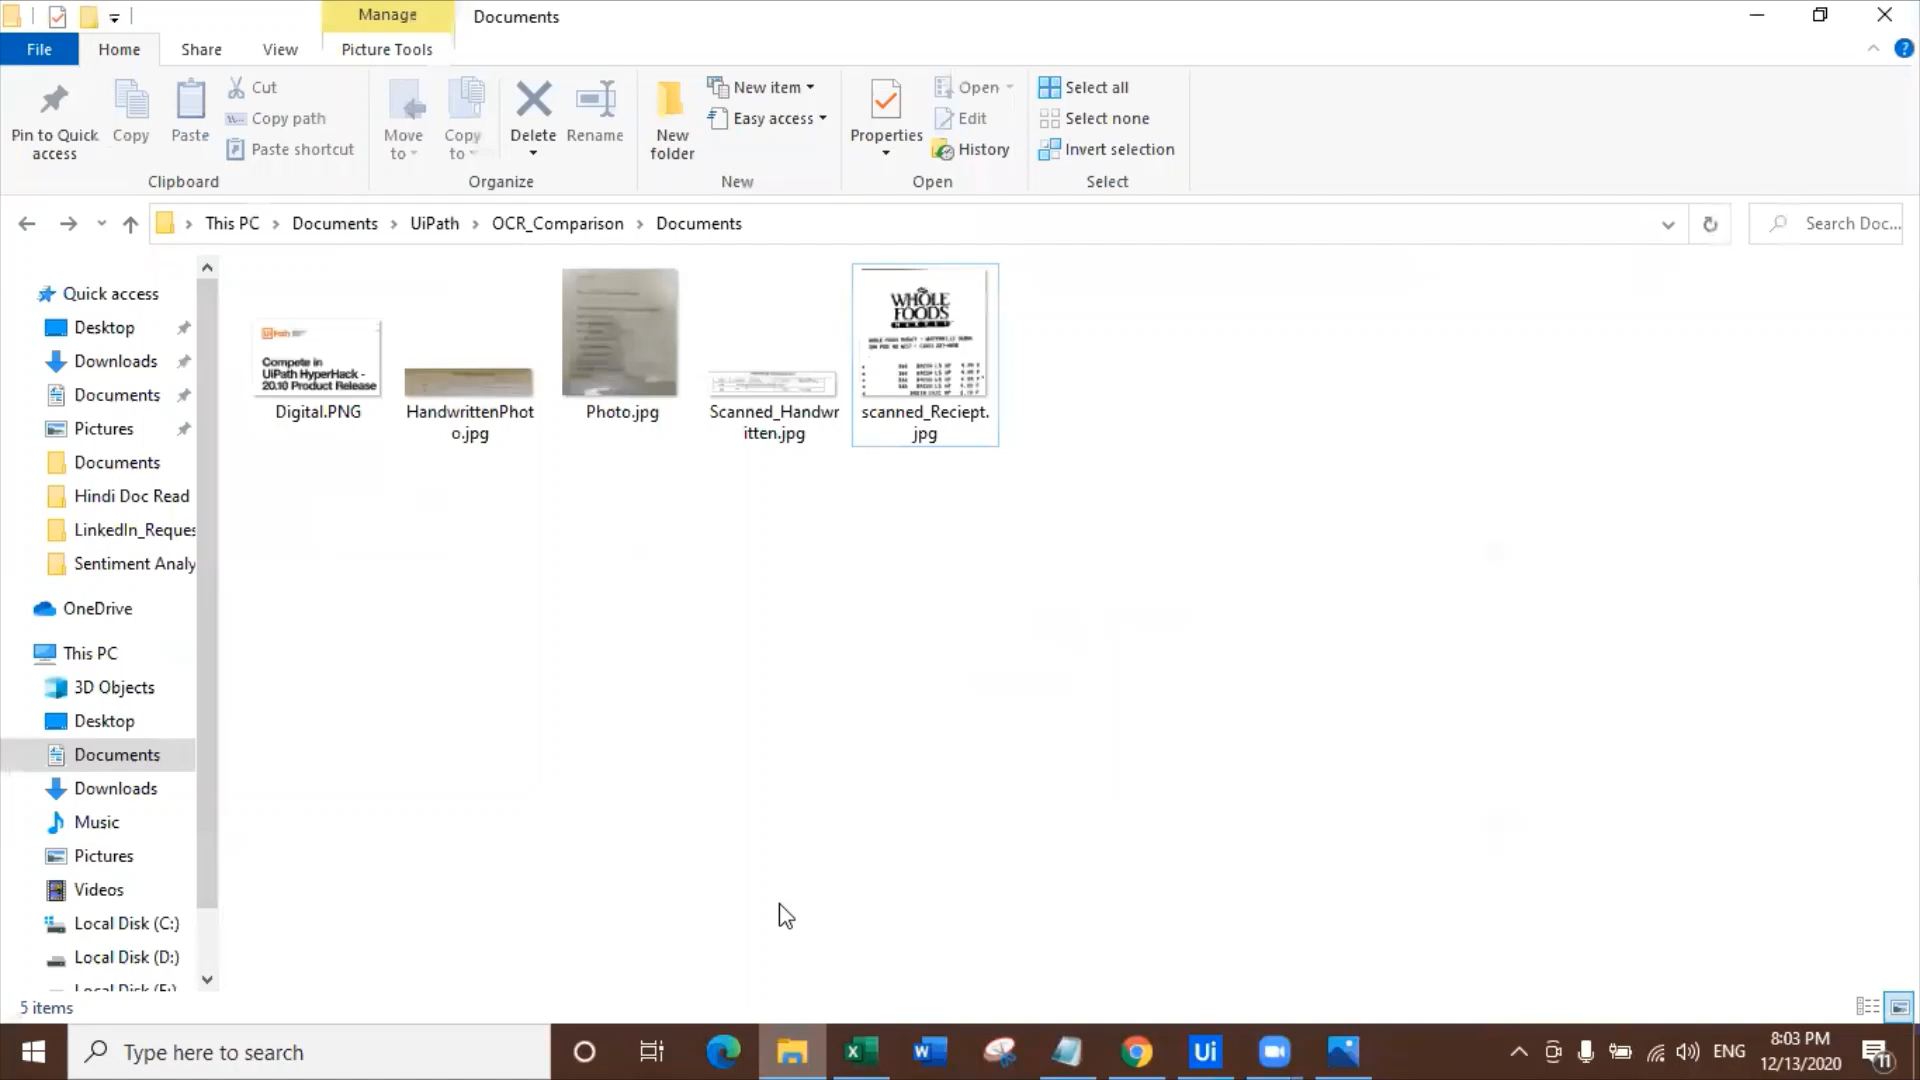 Manage
Documents
File
Home
Share
View
Picture Tools
Pin to Quick
access
Copy
Paste
Cut
Copy path
Paste shortcut
Move
to
Copy
to
Delete
Rename
New
folder
New item
Easy access
Properties
Open
Edit
History
Select all
Select none
Invert selection
Clipboard
Organize
New
Open
Select
This PC
Documents
UiPath
OCR_Comparison
Documents
Search Doc...
Quick access
Desktop
Downloads
Documents
Pictures
Documents
Hindi Doc Read
LinkedIn_Reques
Sentiment Analy
OneDrive
This PC
3D Objects
Desktop
Documents
Downloads
Music
Pictures
Videos
Local Disk (C:)
Local Disk (D:)
UiPath
Compete in
UiPath HyperHack -
20.10 Product Release
Digital.PNG
HandwrittenPhot
o.jpg
Photo.jpg
Scanned_Handwr
itten.jpg
WHOLE
FOODS
MARKET
scanned_Reciept.
jpg
5 items
Type here to search
Ui
ENG
8:03 PM
12/13/2020
11